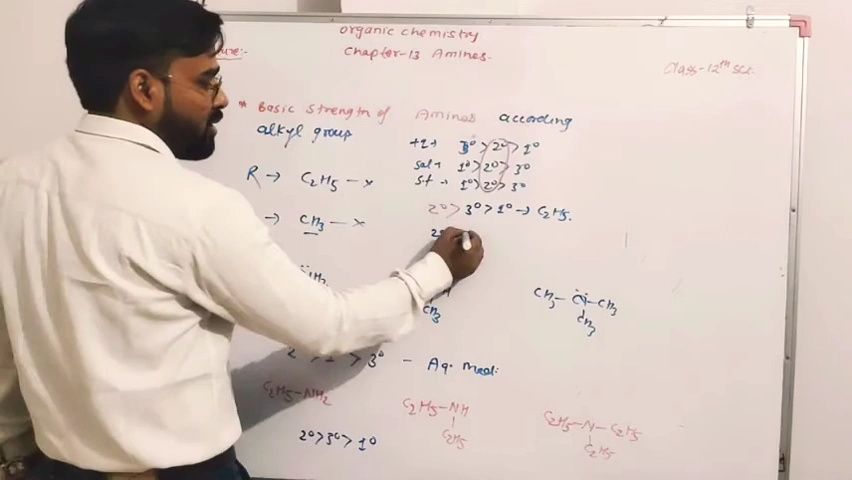 organic chemistry
Chapter-13 Amines.
Class-12th sci.
* Basic Strength of Amines according
alkyl group
+I → 3° > 2° > 1°
Sol → 1° > 2° > 3°
St → 1° > 2° > 3°
R → C2H5 — x
2° > 3° > 1° → C2H5.
→ CH3 — x
2°
CH3
CH3 — — CH3
CH3
> > 3° – Aq. Med.
C2H5–NH2
C2H5–NH
C2H5
C2H5–N–C2H5
C2H5
2° > 3° > 1°